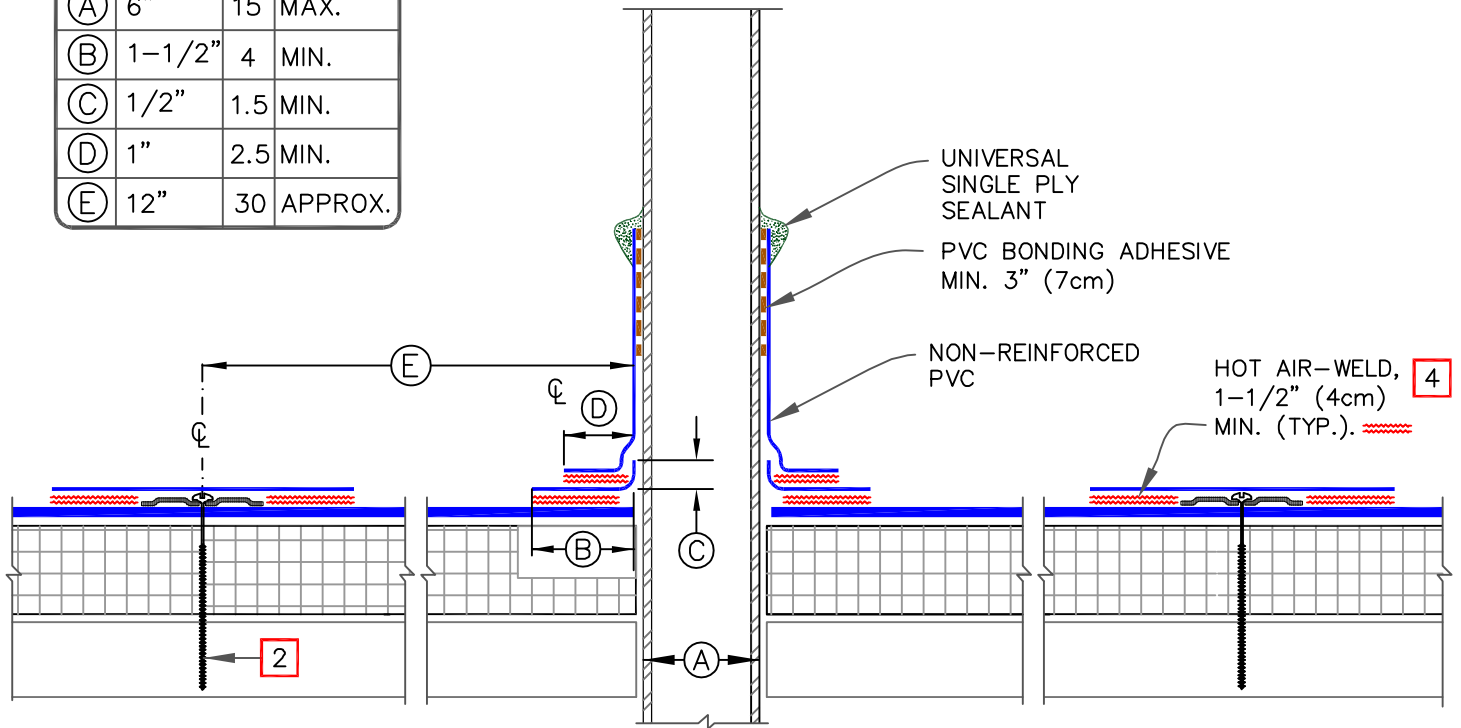 Ⓐ 6" 15 MAX.
Ⓑ 1-1/2" 4 MIN.
Ⓒ 1/2" 1.5 MIN.
Ⓓ 1" 2.5 MIN.
Ⓔ 12" 30 APPROX.
UNIVERSAL
SINGLE PLY
SEALANT
PVC BONDING ADHESIVE
MIN. 3" (7cm)
NON-REINFORCED
PVC
HOT AIR-WELD, 4
1-1/2" (4cm)
MIN. (TYP.).
Ⓔ
℄
Ⓓ
℄
Ⓑ
Ⓒ
2
Ⓐ